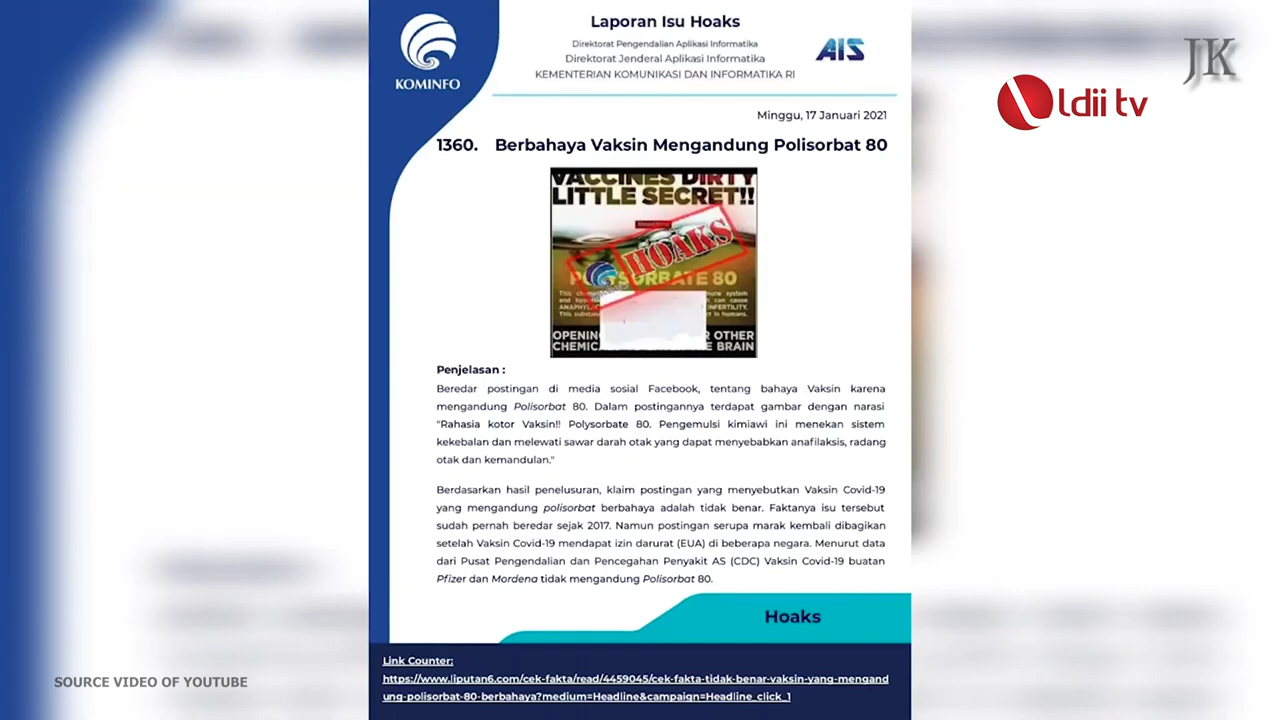 Laporan Isu Hoaks
Direktorat Pengendalian Aplikasi Informatika
Direktorat Jenderal Aplikasi Informatika
KEMENTERIAN KOMUNIKASI DAN INFORMATIKA RI
KOMINFO
AIS
JK
ldii tv
Minggu, 17 Januari 2021
1360. Berbahaya Vaksin Mengandung Polisorbat 80
VACCINES DIRTY
LITTLE SECRET!!
HOAKS
POLYSORBATE 80
This
and
ANAPHYL INFERTILITY.
This in humans.
OPENING OTHER
CHEMIC BRAIN
Penjelasan :
Beredar postingan di media sosial Facebook, tentang bahaya Vaksin karena
mengandung Polisorbat 80. Dalam postingannya terdapat gambar dengan narasi
"Rahasia kotor Vaksin!! Polysorbate 80. Pengemulsi kimiawi ini menekan sistem
kekebalan dan melewati sawar darah otak yang dapat menyebabkan anafilaksis, radang
otak dan kemandulan."
Berdasarkan hasil penelusuran, klaim postingan yang menyebutkan Vaksin Covid-19
yang mengandung polisorbat berbahaya adalah tidak benar. Faktanya isu tersebut
sudah pernah beredar sejak 2017. Namun postingan serupa marak kembali dibagikan
setelah Vaksin Covid-19 mendapat izin darurat (EUA) di beberapa negara. Menurut data
dari Pusat Pengendalian dan Pencegahan Penyakit AS (CDC) Vaksin Covid-19 buatan
Pfizer dan Mordena tidak mengandung Polisorbat 80.
Hoaks
Link Counter:
https://www.liputan6.com/cek-fakta/read/4459045/cek-fakta-tidak-benar-vaksin-yang-mengand
ung-polisorbat-80-berbahaya?medium=Headline&campaign=Headline_click_1
SOURCE VIDEO OF YOUTUBE